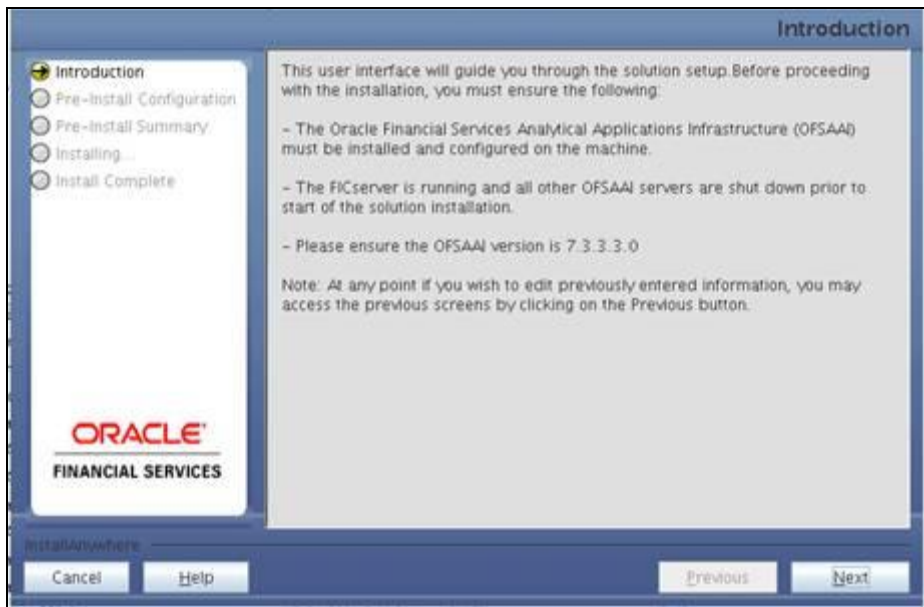 Introduction
Introduction
Pre-Install Configuration
Pre-Install Summary
Installing...
Install Complete
This user interface will guide you through the solution setup.Before proceeding
with the installation, you must ensure the following:
- The Oracle Financial Services Analytical Applications Infrastructure (OFSAAI)
must be installed and configured on the machine.
- The FICserver is running and all other OFSAAI servers are shut down prior to
start of the solution installation.
- Please ensure the OFSAAI version is 7.3.3.3.0
Note: At any point if you wish to edit previously entered information, you may
access the previous screens by clicking on the Previous button.
ORACLE
FINANCIAL SERVICES
InstallAnywhere
Cancel
Help
Previous
Next